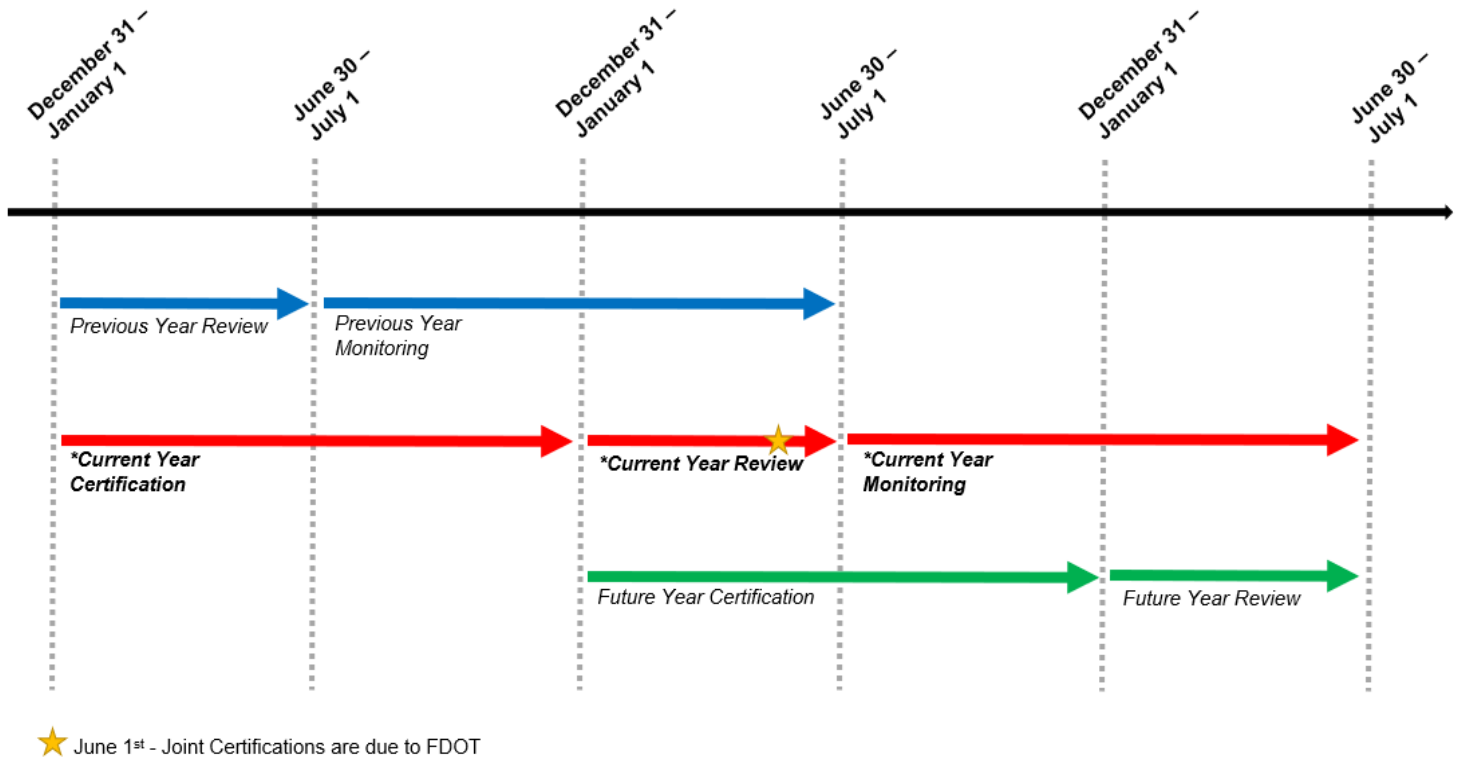 December 31 –
January 1
June 30 –
July 1
December 31 –
January 1
June 30 –
July 1
December 31 –
January 1
June 30 –
July 1
Previous Year Review
Previous Year
Monitoring
*Current Year
Certification
*Current Year Review
*Current Year
Monitoring
Future Year Certification
Future Year Review
June 1st - Joint Certifications are due to FDOT